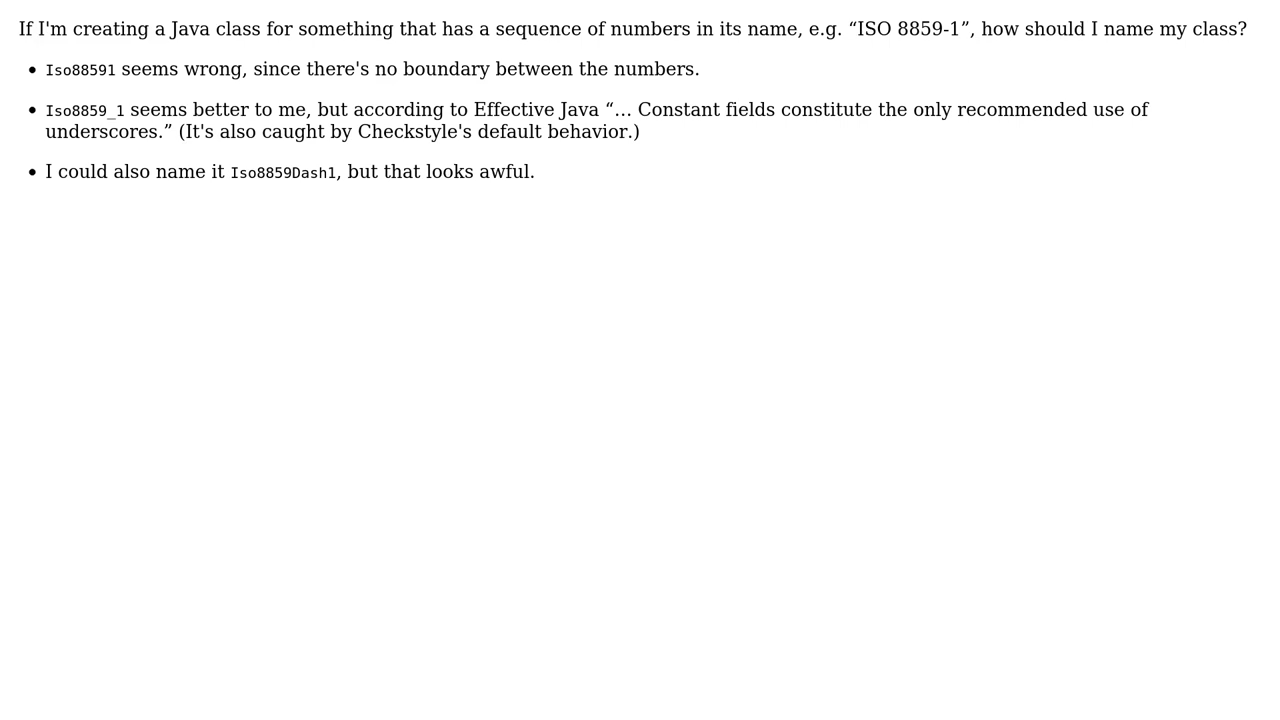 If I'm creating a Java class for something that has a sequence of numbers in its name, e.g. “ISO 8859-1”, how should I name my class?
• Iso88591 seems wrong, since there's no boundary between the numbers.
• Iso8859_1 seems better to me, but according to Effective Java “… Constant fields constitute the only recommended use of
underscores.” (It's also caught by Checkstyle's default behavior.)
• I could also name it Iso8859Dash1, but that looks awful.